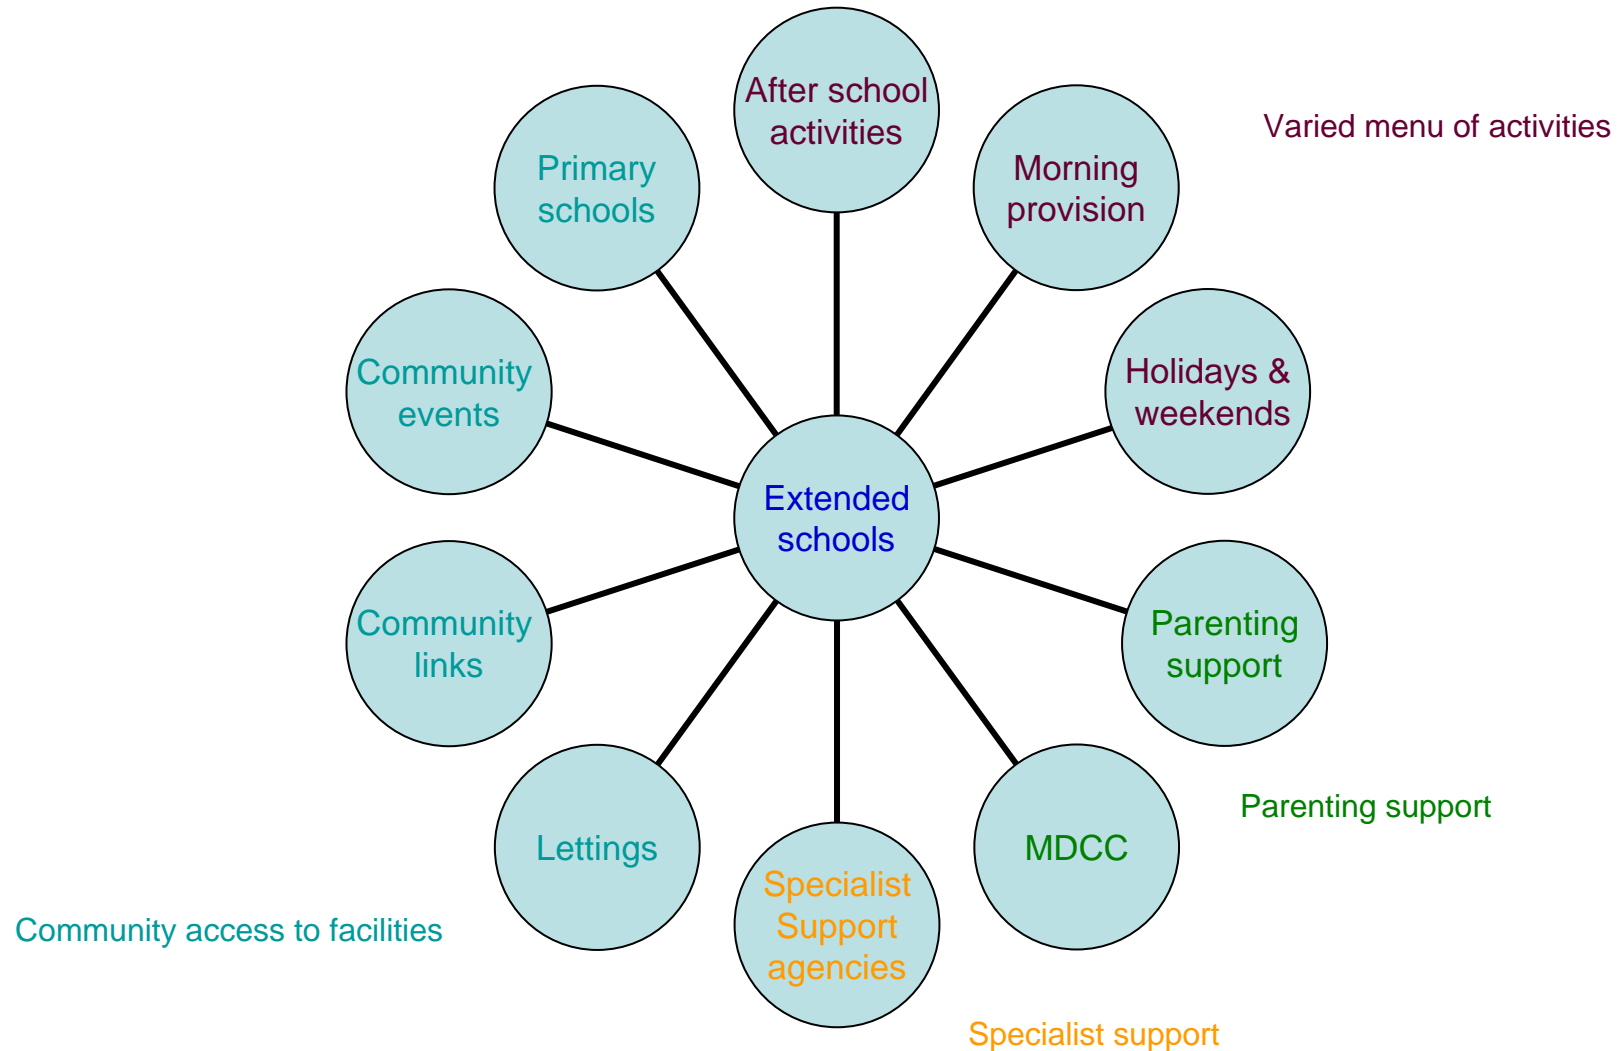 After school
activities
Varied menu of activities
Primary
schools
Morning
provision
Community
events
Holidays &
weekends
Extended
schools
Community
links
Parenting
support
Parenting support
Lettings
MDCC
Specialist
Support
agencies
Community access to facilities
Specialist support